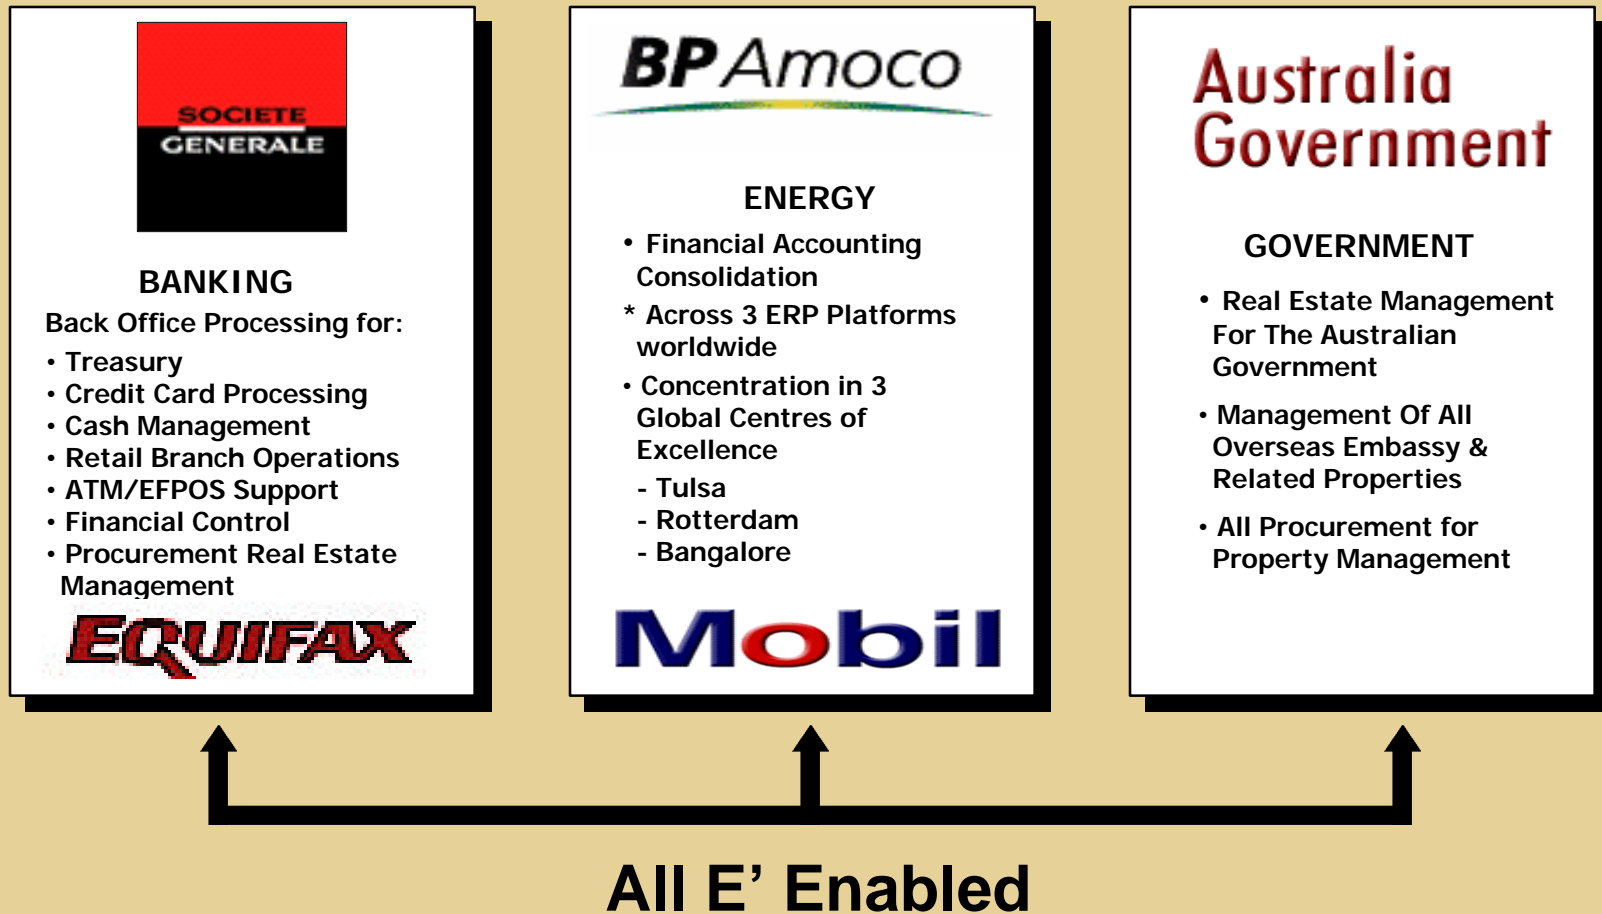 SOCIETE
GENERALE
BANKING
Back Office Processing for:
• Treasury
• Credit Card Processing
• Cash Management
• Retail Branch Operations
• ATM/EFPOS Support
• Financial Control
• Procurement Real Estate
Management
EQUIFAX
BP Amoco
ENERGY
• Financial Accounting
Consolidation
* Across 3 ERP Platforms
worldwide
• Concentration in 3
Global Centres of
Excellence
- Tulsa
- Rotterdam
- Bangalore
Mobil
Australia
Government
GOVERNMENT
• Real Estate Management
For The Australian
Government
• Management Of All
Overseas Embassy &
Related Properties
• All Procurement for
Property Management
All E’ Enabled